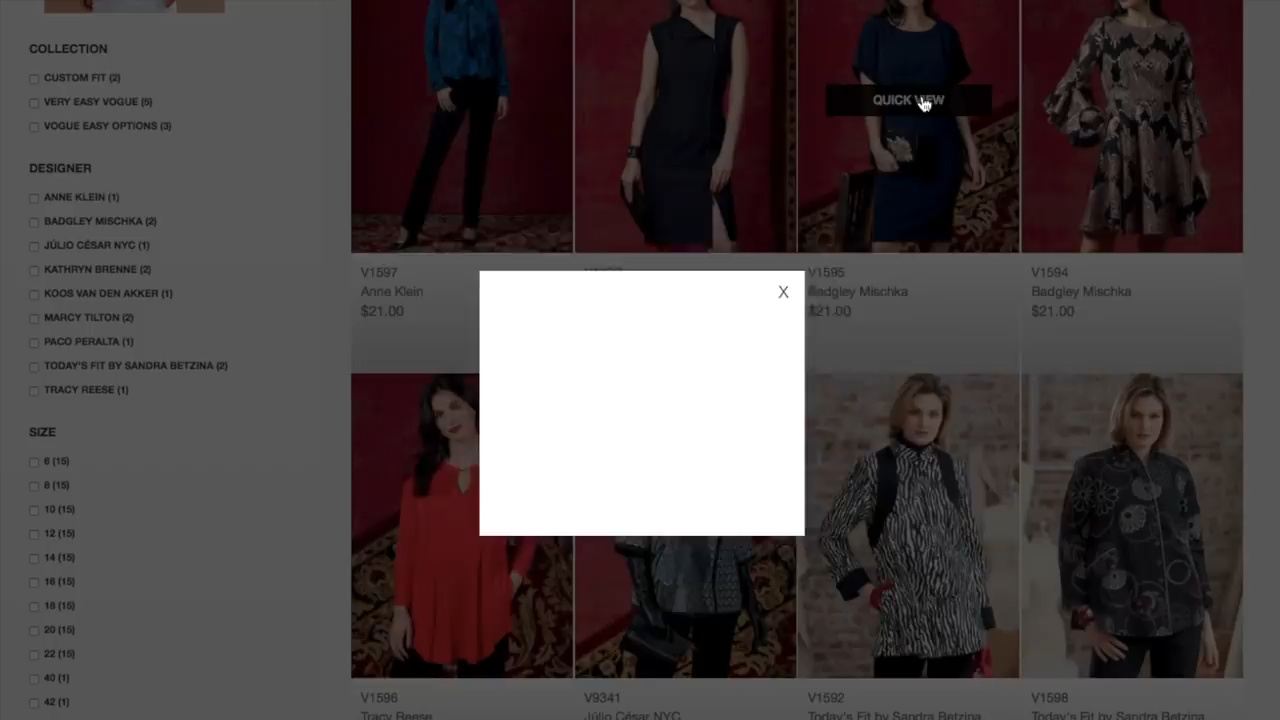 COLLECTION
CUSTOM FIT (2)
VERY EASY VOGUE (5)
VOGUE EASY OPTIONS (3)
DESIGNER
ANNE KLEIN (1)
BADGLEY MISCHKA (2)
JÚLIO CÉSAR NYC (1)
KATHRYN BRENNE (2)
KOOS VAN DEN AKKER (1)
MARCY TILTON (2)
PACO PERALTA (1)
TODAY'S FIT BY SANDRA BETZINA (2)
TRACY REESE (1)
SIZE
6 (15)
8 (15)
10 (15)
12 (15)
14 (15)
16 (15)
18 (15)
20 (15)
22 (15)
40 (1)
42 (1)
QUICK VIEW
V1597
Anne Klein
$21.00
X
V1595
Badgley Mischka
$21.00
V1594
Badgley Mischka
$21.00
V1596
Tracy Reese
V9341
Júlio César NYC
V1592
Today's Fit by Sandra Betzina
V1598
Today's Fit by Sandra Betzina